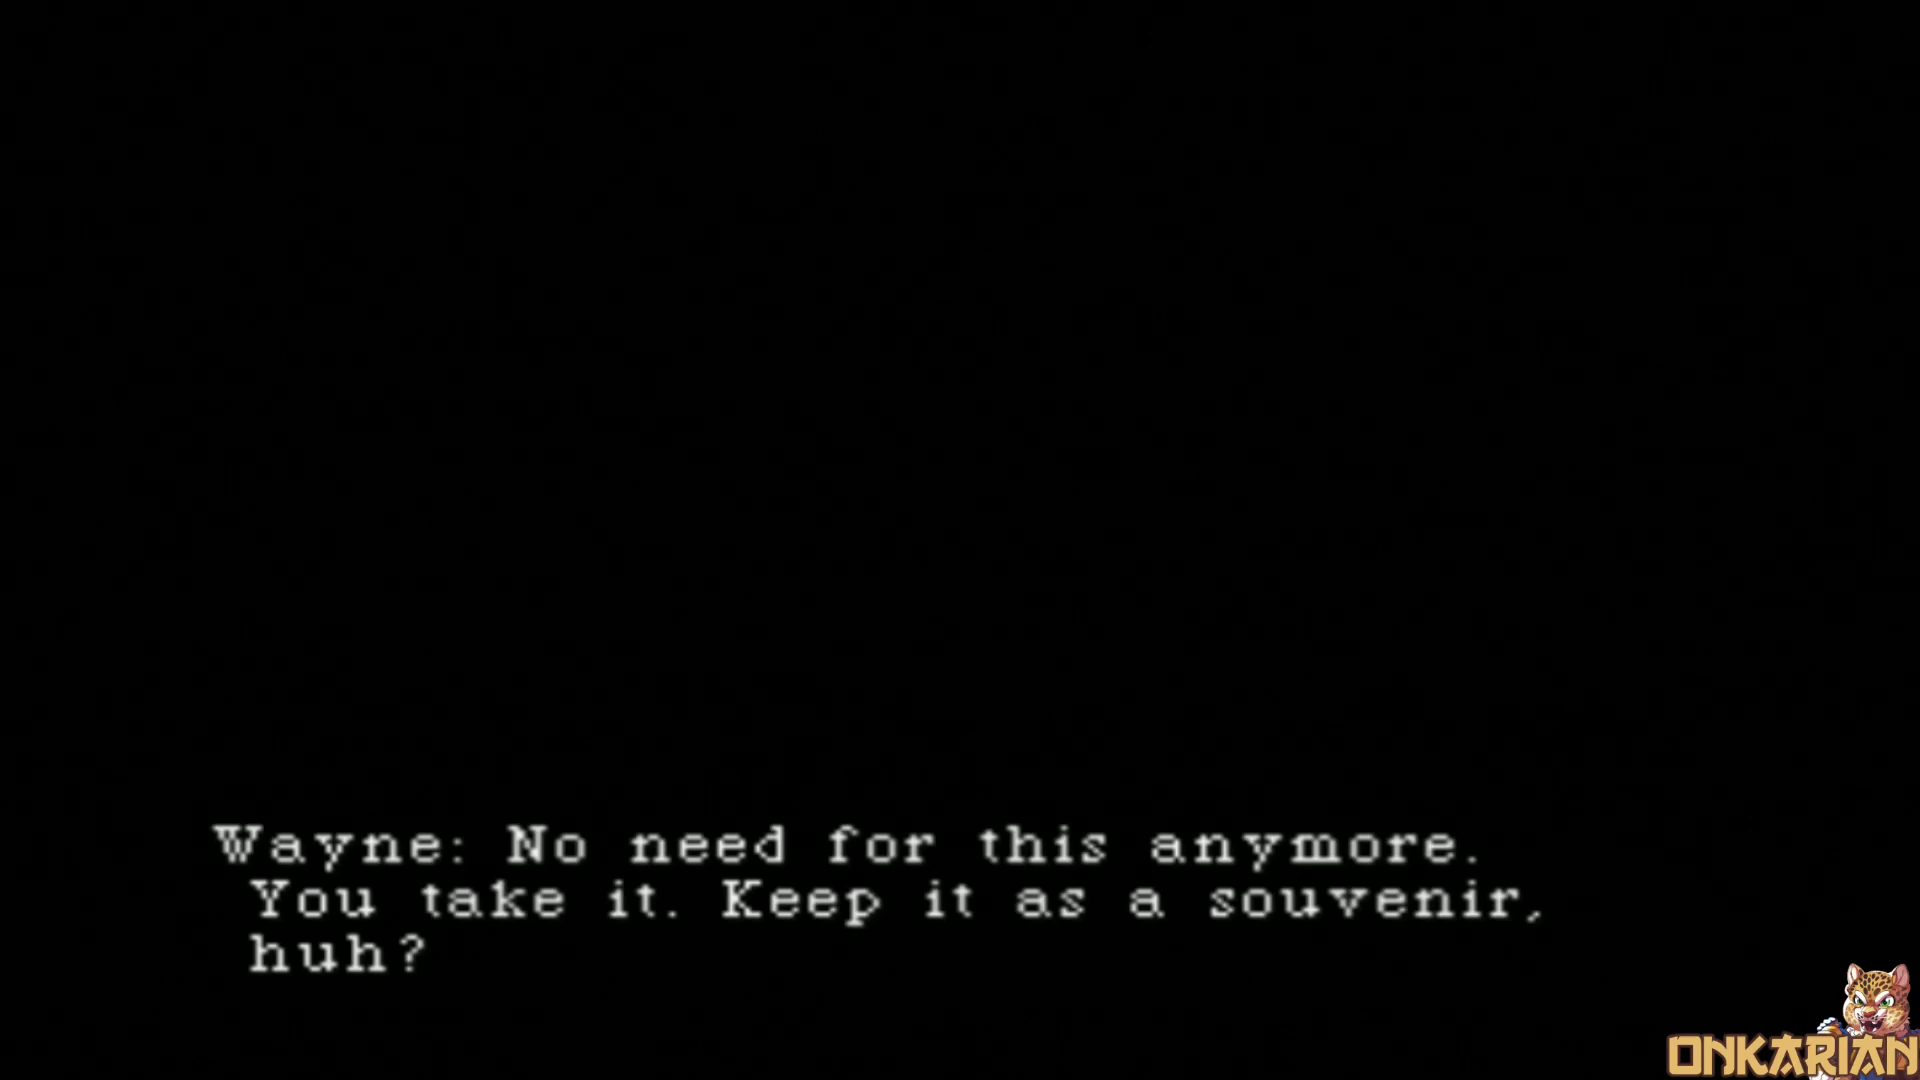 Wayne: No need for this anymore.
You take it. Keep it as a souvenir,
huh?
ONKARIAN